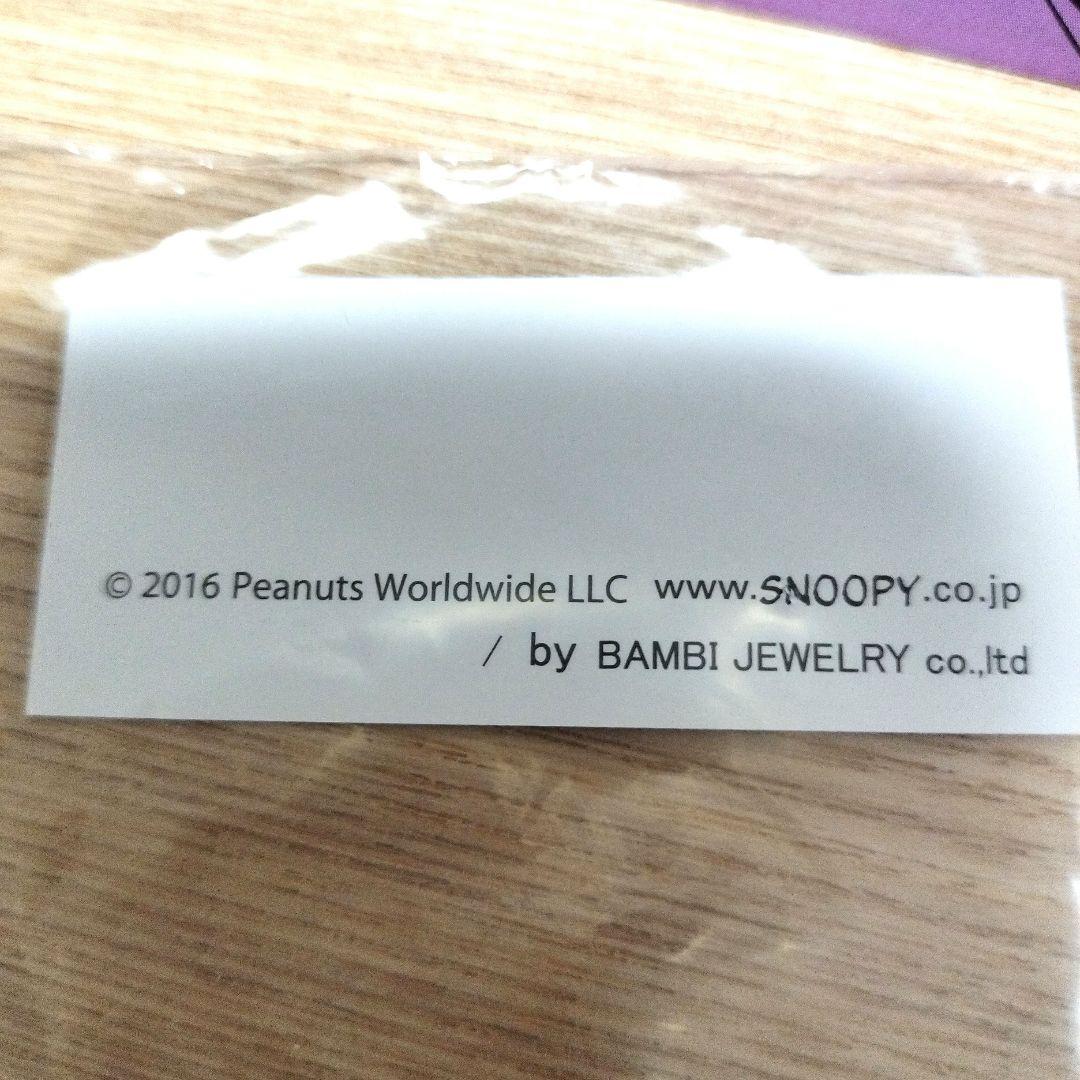 © 2016 Peanuts Worldwide LLC www.SNOOPY.co.jp
/ by BAMBI JEWELRY co.,ltd